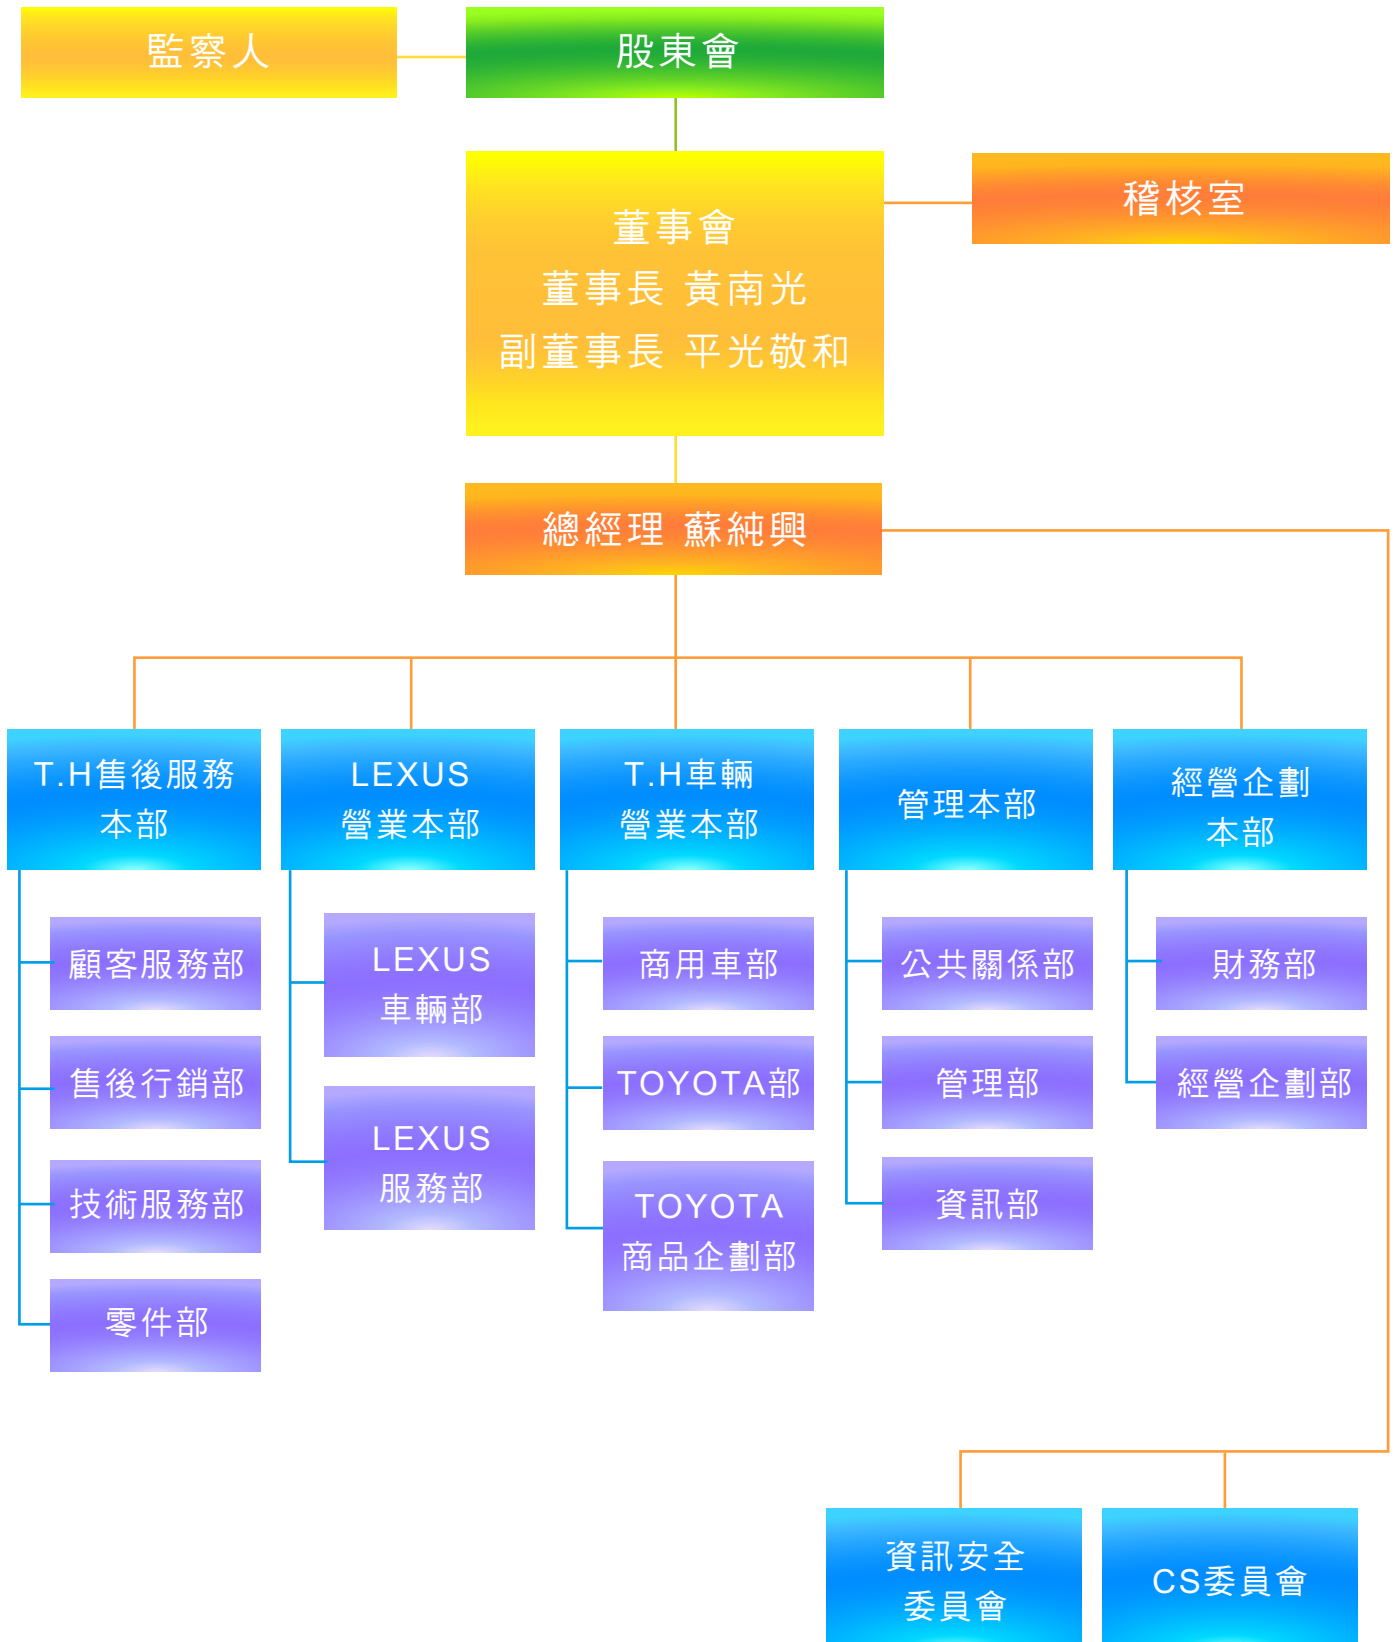 監察人
股東會
稽核室
董事會
董事長 黃南光
副董事長 平光敬和
總經理 蘇純興
T.H售後服務
本部
顧客服務部
售後行銷部
技術服務部
零件部
LEXUS
營業本部
LEXUS
車輛部
LEXUS
服務部
T.H車輛
營業本部
商用車部
TOYOTA部
TOYOTA
商品企劃部
管理本部
公共關係部
管理部
資訊部
經營企劃
本部
財務部
經營企劃部
資訊安全
委員會
CS委員會